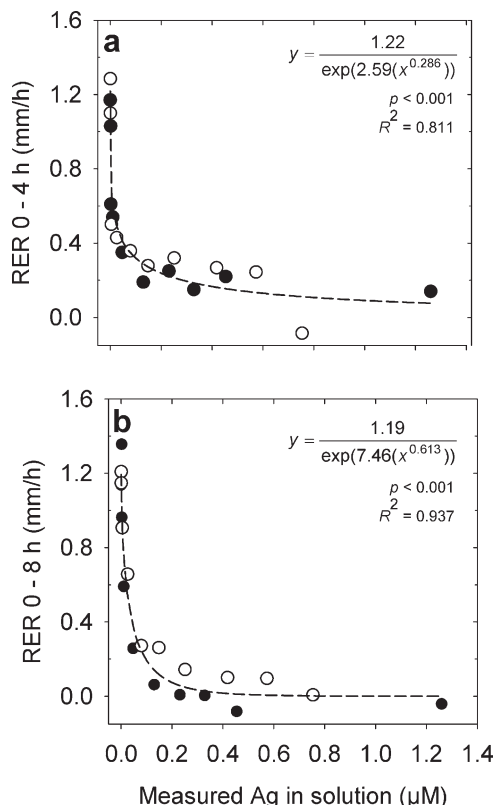 a
1.6
1.2
0.8
0.4
0.0
RER 0 - 4 h (mm/h)
y = 1.22 / exp(2.59(x^0.286))
p < 0.001
R^2 = 0.811
b
1.6
1.2
0.8
0.4
0.0
RER 0 - 8 h (mm/h)
y = 1.19 / exp(7.46(x^0.613))
p < 0.001
R^2 = 0.937
0.0 0.2 0.4 0.6 0.8 1.0 1.2 1.4
Measured Ag in solution (µM)